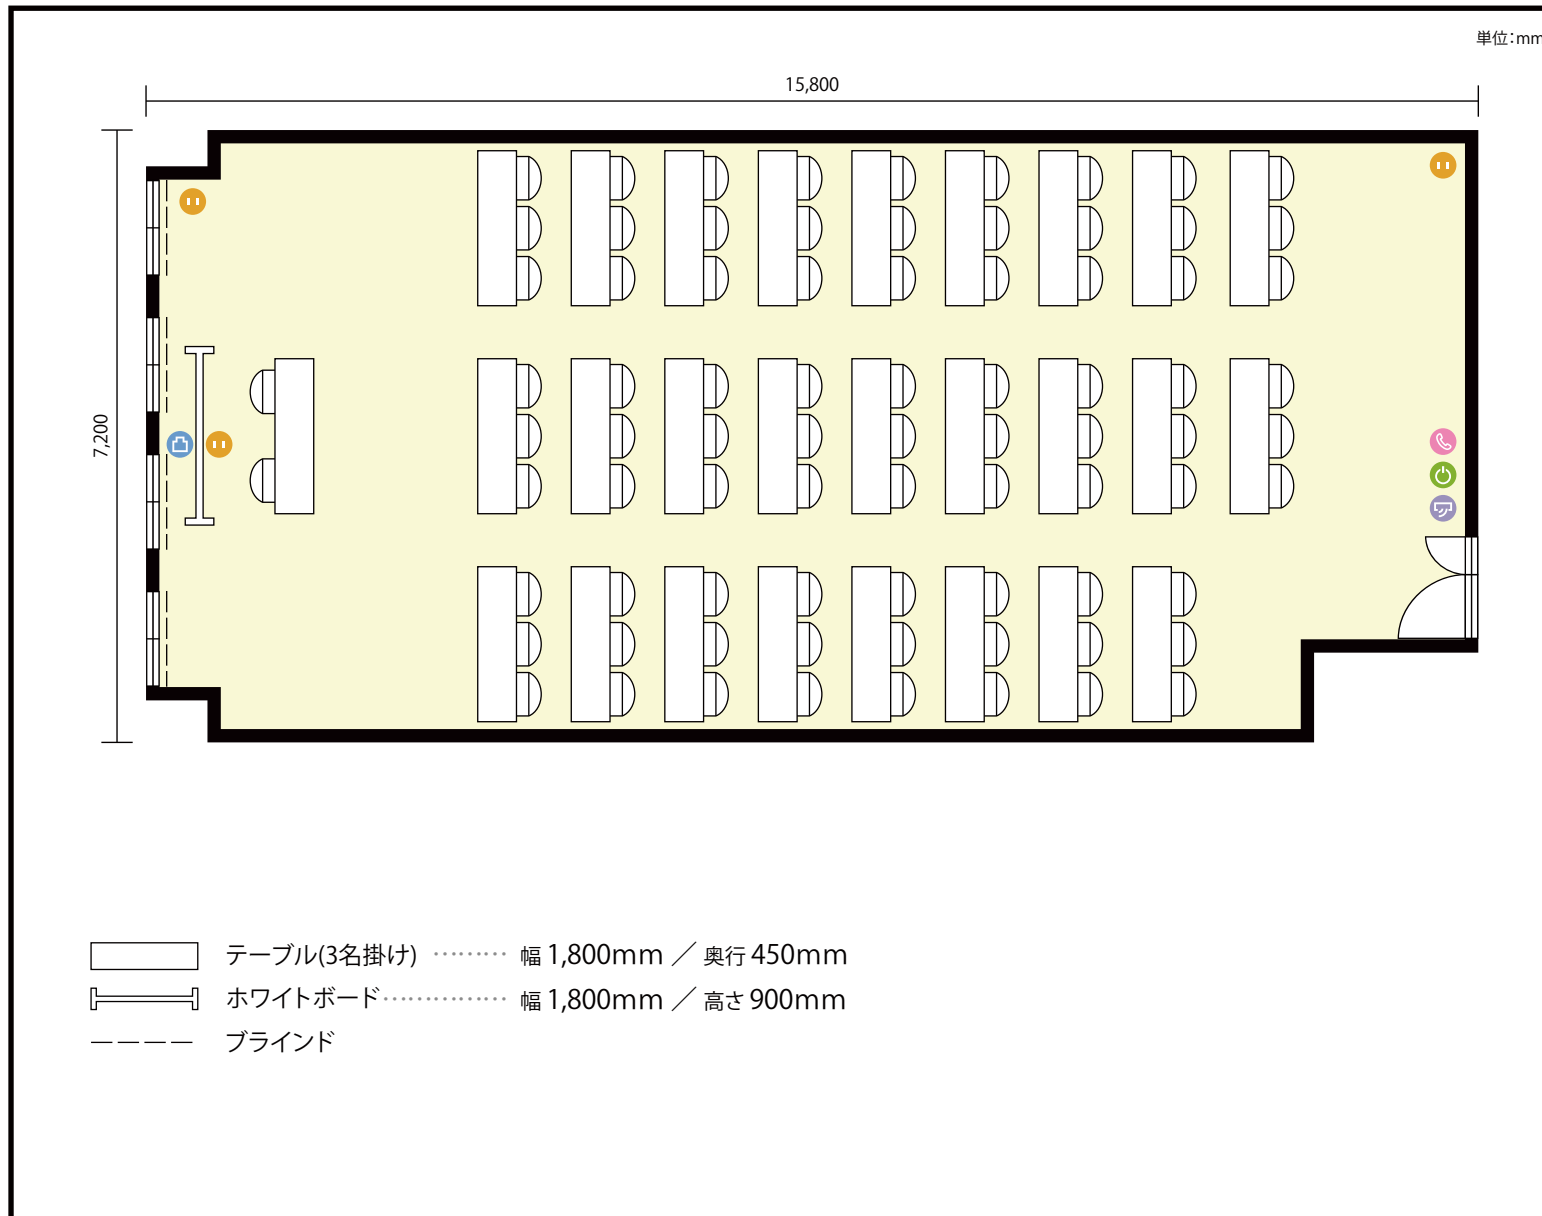 単位：mm
15,800
7,200
テーブル(3名掛け) ……… 幅 1,800mm ／ 奥行 450mm
ホワイトボード…………… 幅 1,800mm ／ 高さ 900mm
ブラインド